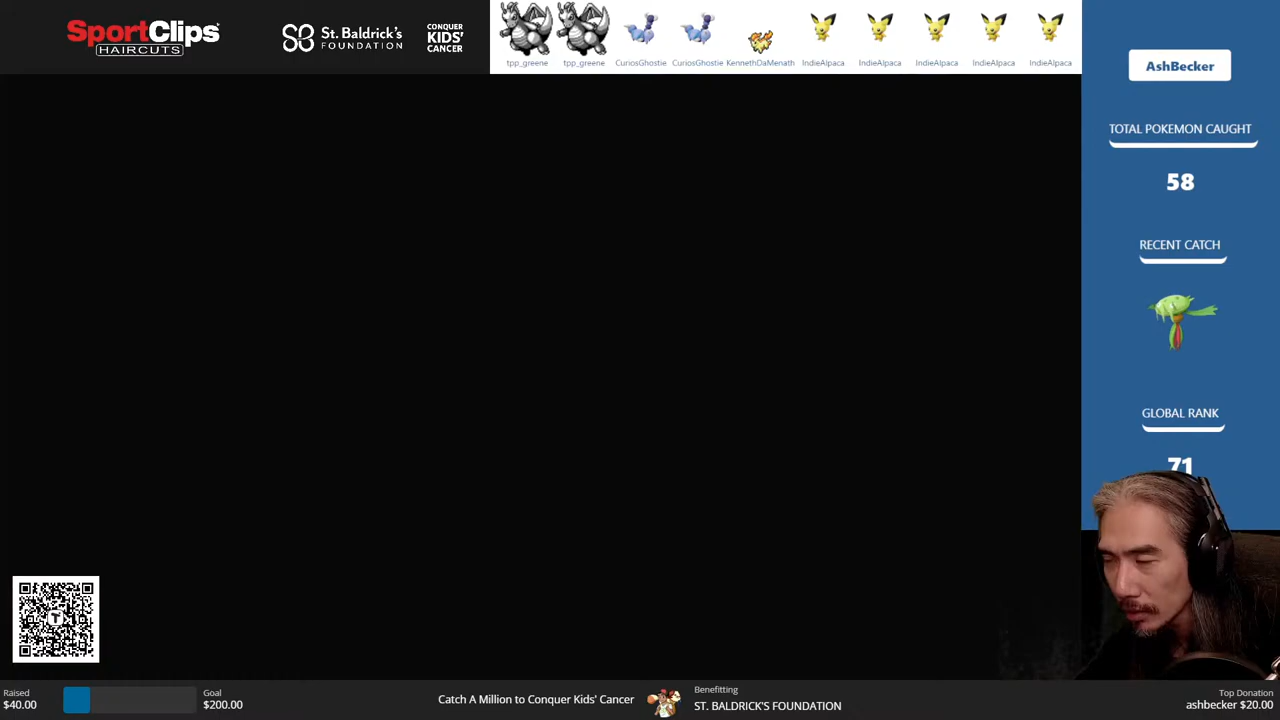 SportClips
HAIRCUTS
St. Baldrick's
FOUNDATION
CONQUER
KIDS'
CANCER
tpp_greene
tpp_greene
CuriosGhostie
CuriosGhostie
KennethDaMenath
IndieAlpaca
IndieAlpaca
IndieAlpaca
IndieAlpaca
IndieAlpaca
AshBecker
TOTAL POKEMON CAUGHT
58
RECENT CATCH
GLOBAL RANK
71
Raised
$40.00
Goal
$200.00
Catch A Million to Conquer Kids' Cancer
Benefitting
ST. BALDRICK'S FOUNDATION
Top Donation
ashbecker $20.00